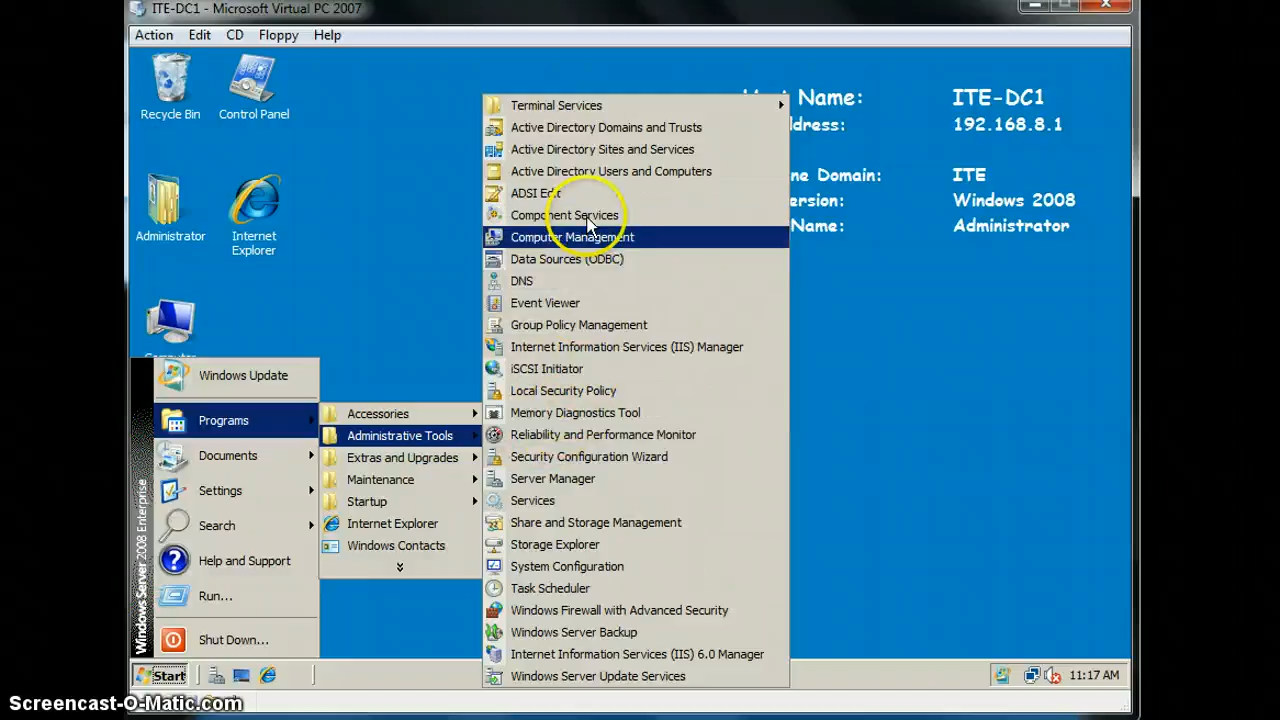 ITE-DC1 - Microsoft Virtual PC 2007
Action Edit CD Floppy Help
Recycle Bin
Control Panel
Administrator
Internet Explorer
Name: ITE-DC1
192.168.8.1
Domain: ITE
Windows 2008
Name: Administrator
Terminal Services
Active Directory Domains and Trusts
Active Directory Sites and Services
Active Directory Users and Computers
ADSI Edit
Component Services
Computer Management
Data Sources (ODBC)
DNS
Event Viewer
Group Policy Management
Internet Information Services (IIS) Manager
iSCSI Initiator
Local Security Policy
Memory Diagnostics Tool
Reliability and Performance Monitor
Security Configuration Wizard
Server Manager
Services
Share and Storage Management
Storage Explorer
System Configuration
Task Scheduler
Windows Firewall with Advanced Security
Windows Server Backup
Internet Information Services (IIS) 6.0 Manager
Windows Server Update Services
Accessories
Administrative Tools
Extras and Upgrades
Maintenance
Startup
Internet Explorer
Windows Contacts
Windows Update
Programs
Documents
Settings
Search
Help and Support
Run...
Shut Down...
Windows Server 2008 Enterprise
Start
11:17 AM
Screencast-O-Matic.com